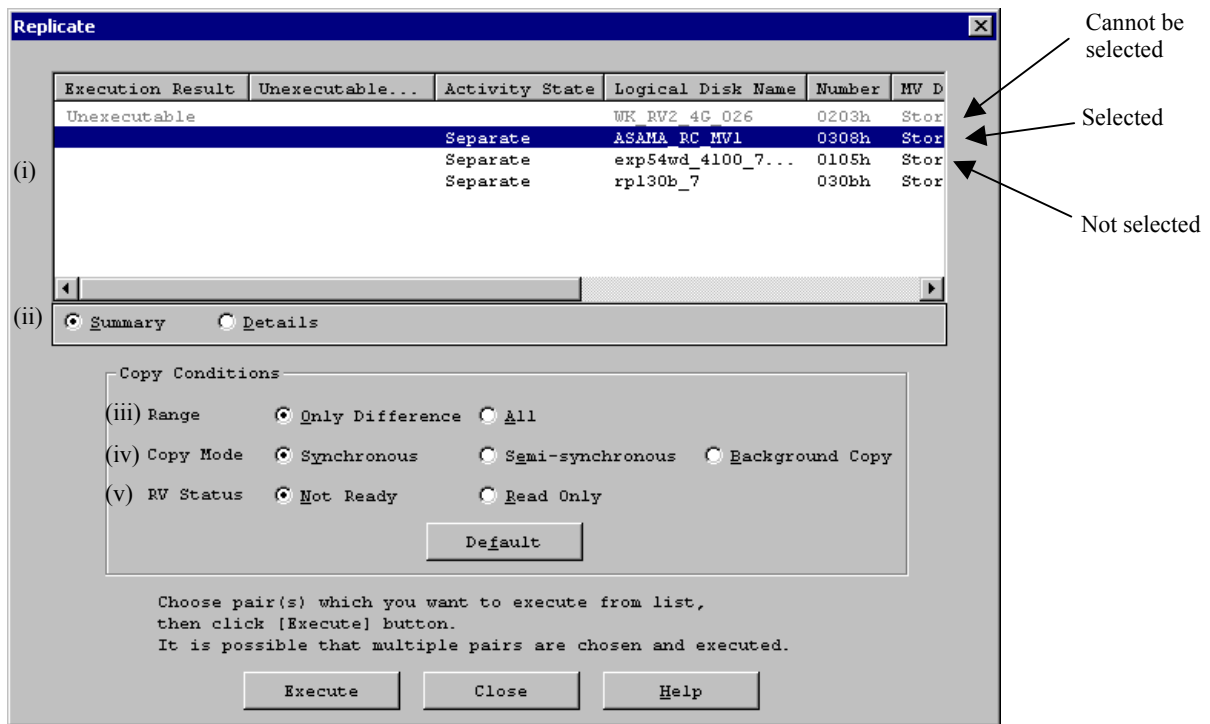 Replicate
Cannot be selected
Execution Result Unexecutable... Activity State Logical Disk Name Number MV D
Unexecutable WK_RV2_4G_026 0203h Stor
Selected
Separate ASAMA_RC_MV1 0308h Stor
(i)
Separate exp54wd_4100_7... 0105h Stor
Separate rp130b_7 030bh Stor
Not selected
(ii)
Summary Details
Copy Conditions
(iii) Range Only Difference All
(iv) Copy Mode Synchronous Semi-synchronous Background Copy
(v) RV Status Not Ready Read Only
Default
Choose pair(s) which you want to execute from list,
then click [Execute] button.
It is possible that multiple pairs are chosen and executed.
Execute Close Help